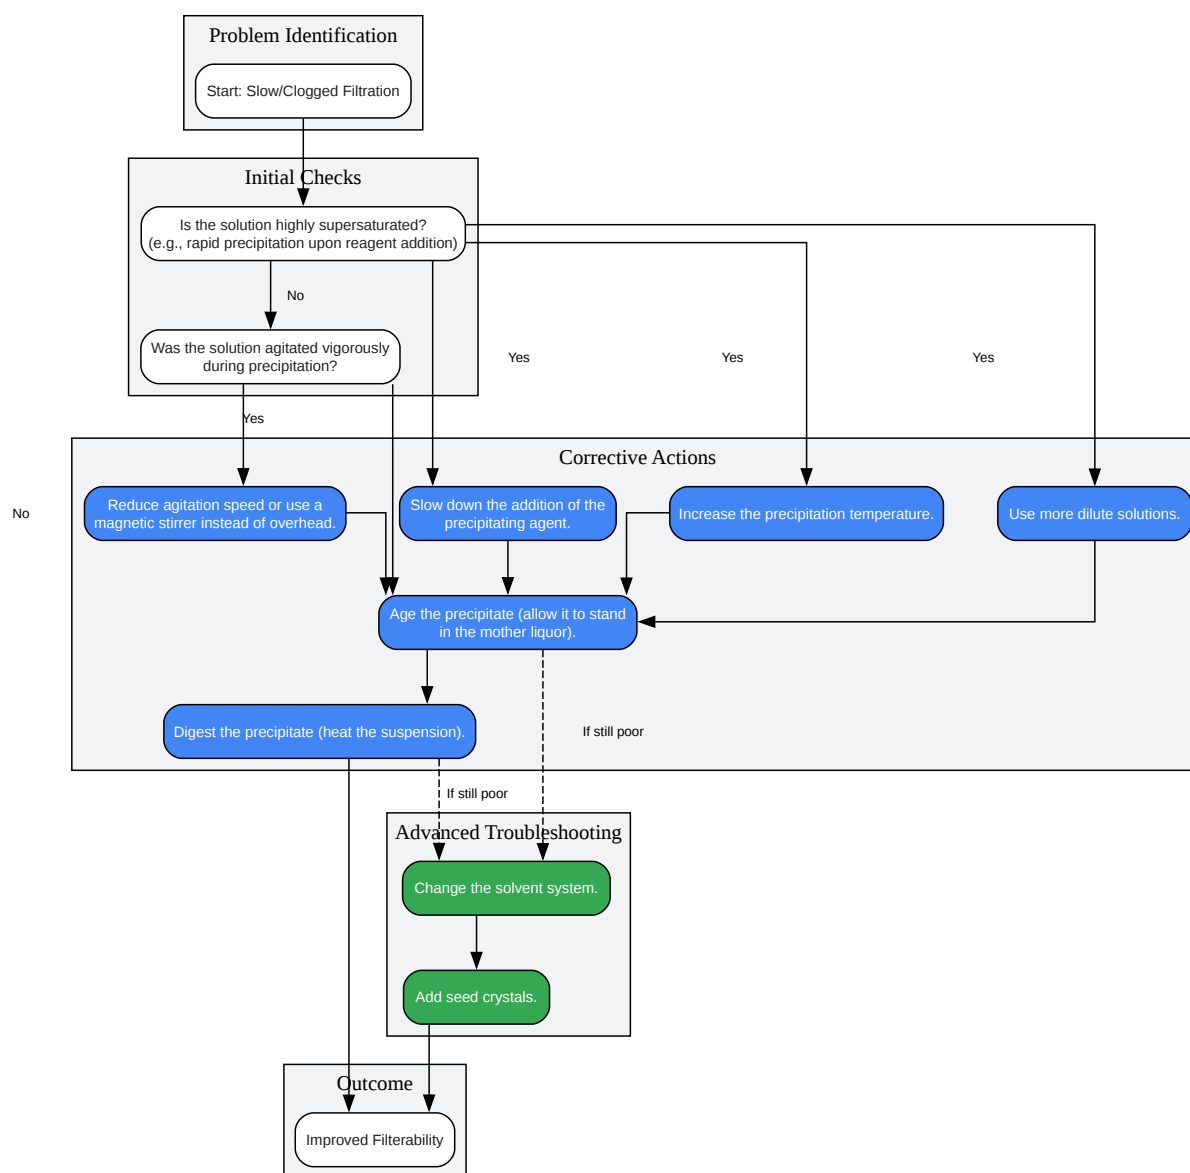 Problem Identification
Start: Slow/Clogged Filtration
Initial Checks
Is the solution highly supersaturated?
(e.g., rapid precipitation upon reagent addition)
No
Was the solution agitated vigorously
during precipitation?
Yes
Yes
Yes
Yes
Corrective Actions
No
Reduce agitation speed or use a
magnetic stirrer instead of overhead.
Slow down the addition of the
precipitating agent.
Increase the precipitation temperature.
Use more dilute solutions.
Age the precipitate (allow it to stand
in the mother liquor).
Digest the precipitate (heat the suspension).
If still poor
If still poor
Advanced Troubleshooting
Change the solvent system.
Add seed crystals.
Outcome
Improved Filterability